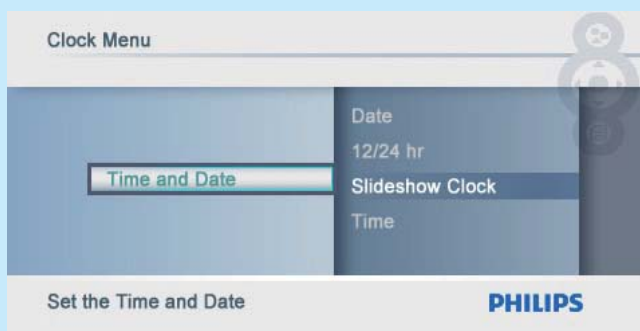 Clock Menu
Time and Date
Date
12/24 hr
Slideshow Clock
Time
Set the Time and Date
PHILIPS